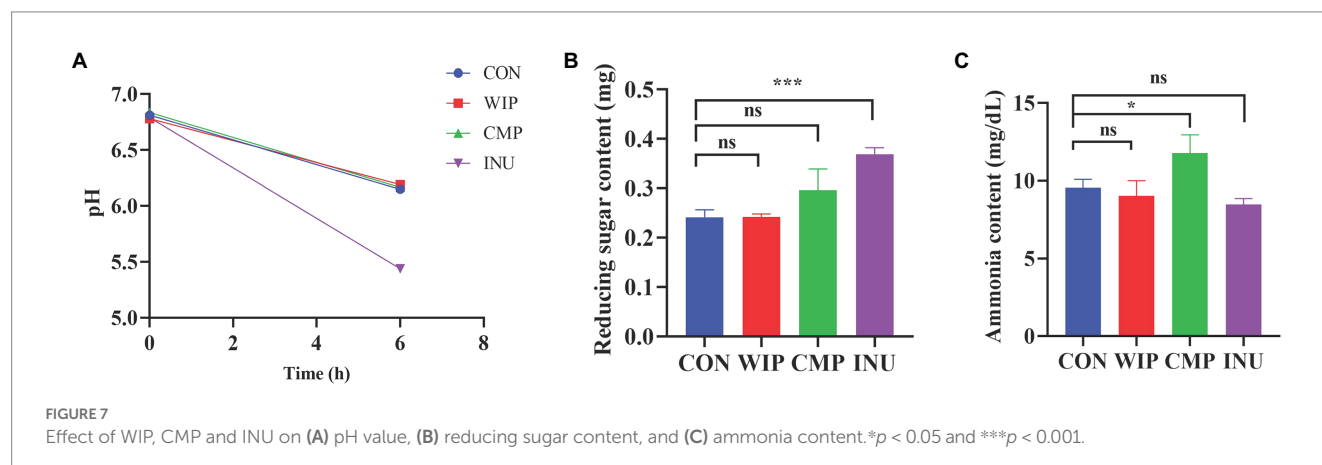 A
CON
WIP
CMP
INU
7.0
6.5
6.0
5.5
5.0
pH
0 2 4 6 8
Time (h)
B
Reducing sugar content (mg)
0.5
0.4
0.3
0.2
0.1
0.0
***
ns
ns
CON WIP CMP INU
C
Ammonia content (mg/dL)
15
10
5
0
ns
*
ns
CON WIP CMP INU
FIGURE 7
Effect of WIP, CMP and INU on (A) pH value, (B) reducing sugar content, and (C) ammonia content.*p < 0.05 and ***p < 0.001.